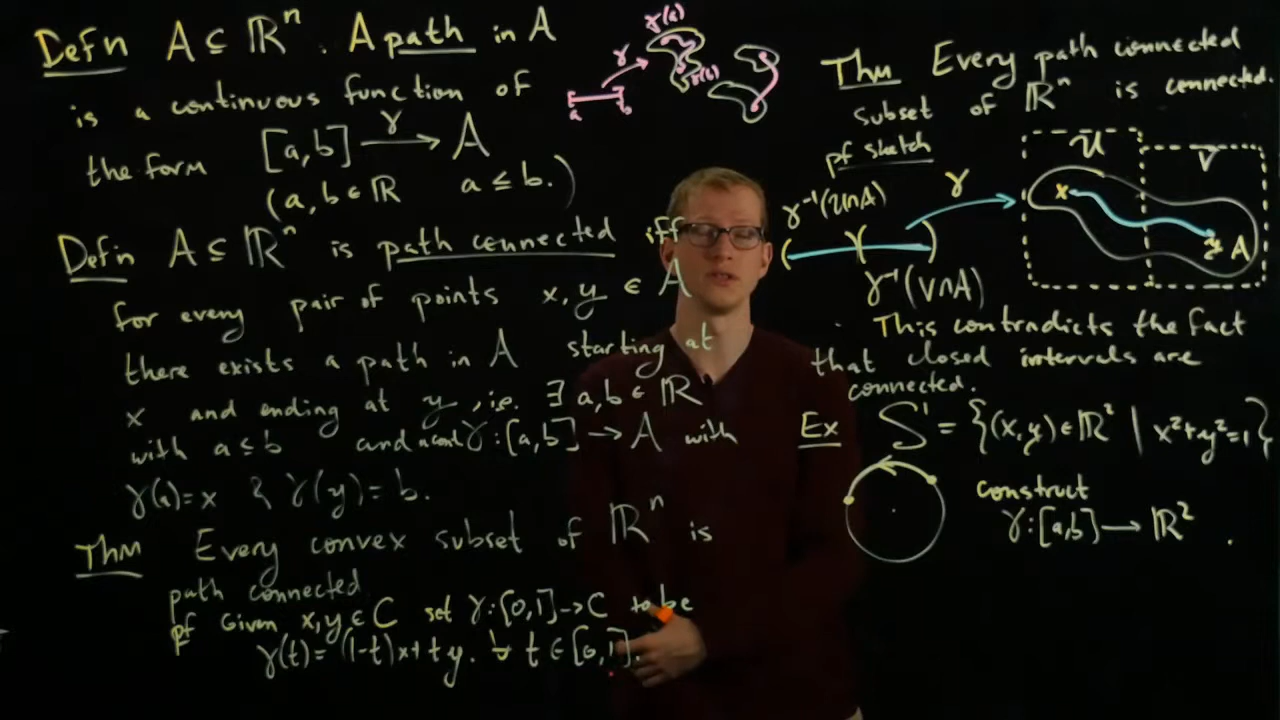 Defn A ⊆ ℝⁿ. A path in A
is a continuous function of
the form [a,b] —γ→ A
(a, b ∈ ℝ a ≤ b.)
Defn A ⊆ ℝⁿ is path connected iff
for every pair of points x, y ∈ A
there exists a path in A starting at
x and ending at y, i.e. ∃ a, b ∈ ℝ
with a ≤ b and a cont γ: [a,b] → A with
γ(a) = x & γ(y) = b.
Thm Every convex subset of ℝⁿ is
path connected.
pf Given x, y ∈ C set γ: [0,1] → C to be
γ(t) = (1-t)x + t y. ∀ t ∈ [0,1].
γ(a)
γ
γ(b)
a b
Thm Every path connected
subset of ℝⁿ is connected.
pf sketch
U V
γ⁻¹(U∩A) γ x y A
γ⁻¹(V∩A)
This contradicts the fact
that closed intervals are
connected.
Ex S¹ = {(x,y) ∈ ℝ² | x²+y²=1}
construct
γ: [a,b] → ℝ².